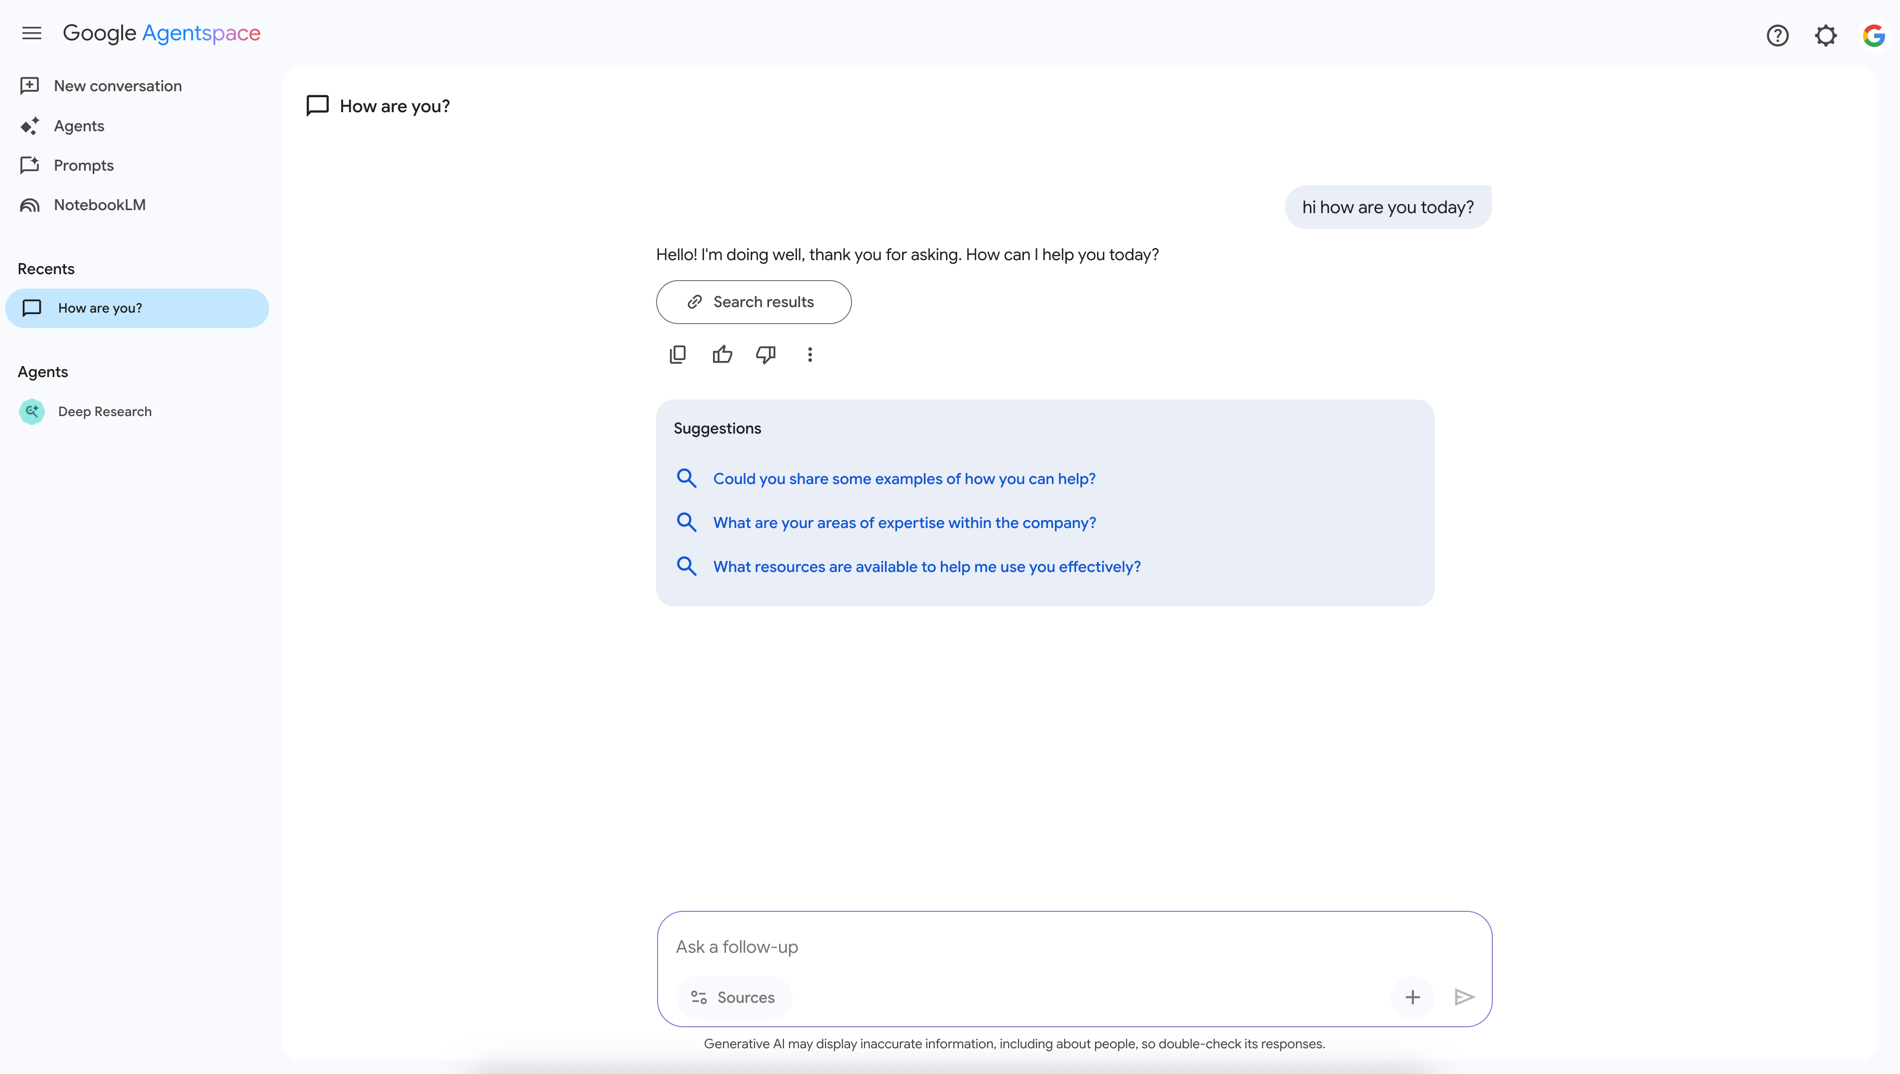 Google Agentspace
New conversation
Agents
Prompts
NotebookLM
Recents
How are you?
Agents
Deep Research
How are you?
hi how are you today?
Hello! I'm doing well, thank you for asking. How can I help you today?
Search results
Suggestions
Could you share some examples of how you can help?
What are your areas of expertise within the company?
What resources are available to help me use you effectively?
Ask a follow-up
Sources
Generative AI may display inaccurate information, including about people, so double-check its responses.